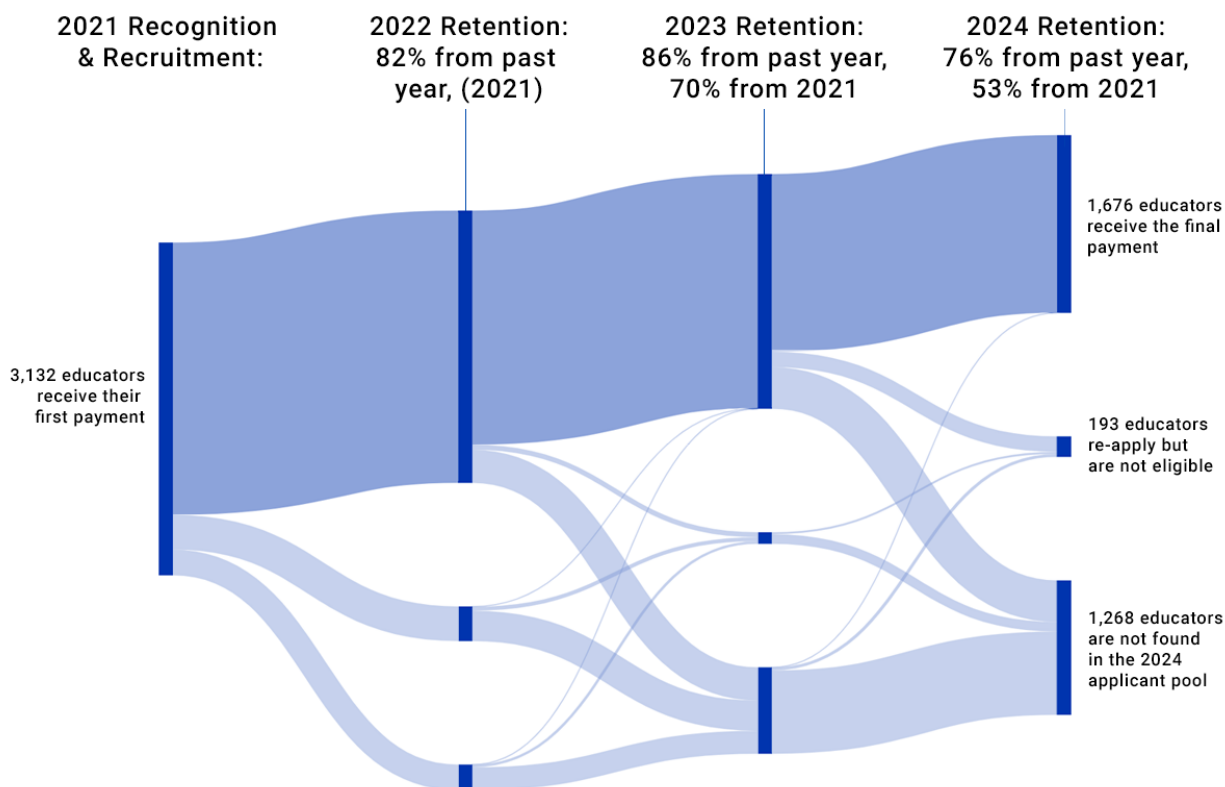 2021 Recognition
& Recruitment:
2022 Retention:
82% from past
year, (2021)
2023 Retention:
86% from past year,
70% from 2021
2024 Retention:
76% from past year,
53% from 2021
3,132 educators
receive their
first payment
1,676 educators
receive the final
payment
193 educators
re-apply but
are not eligible
1,268 educators
are not found
in the 2024
applicant pool